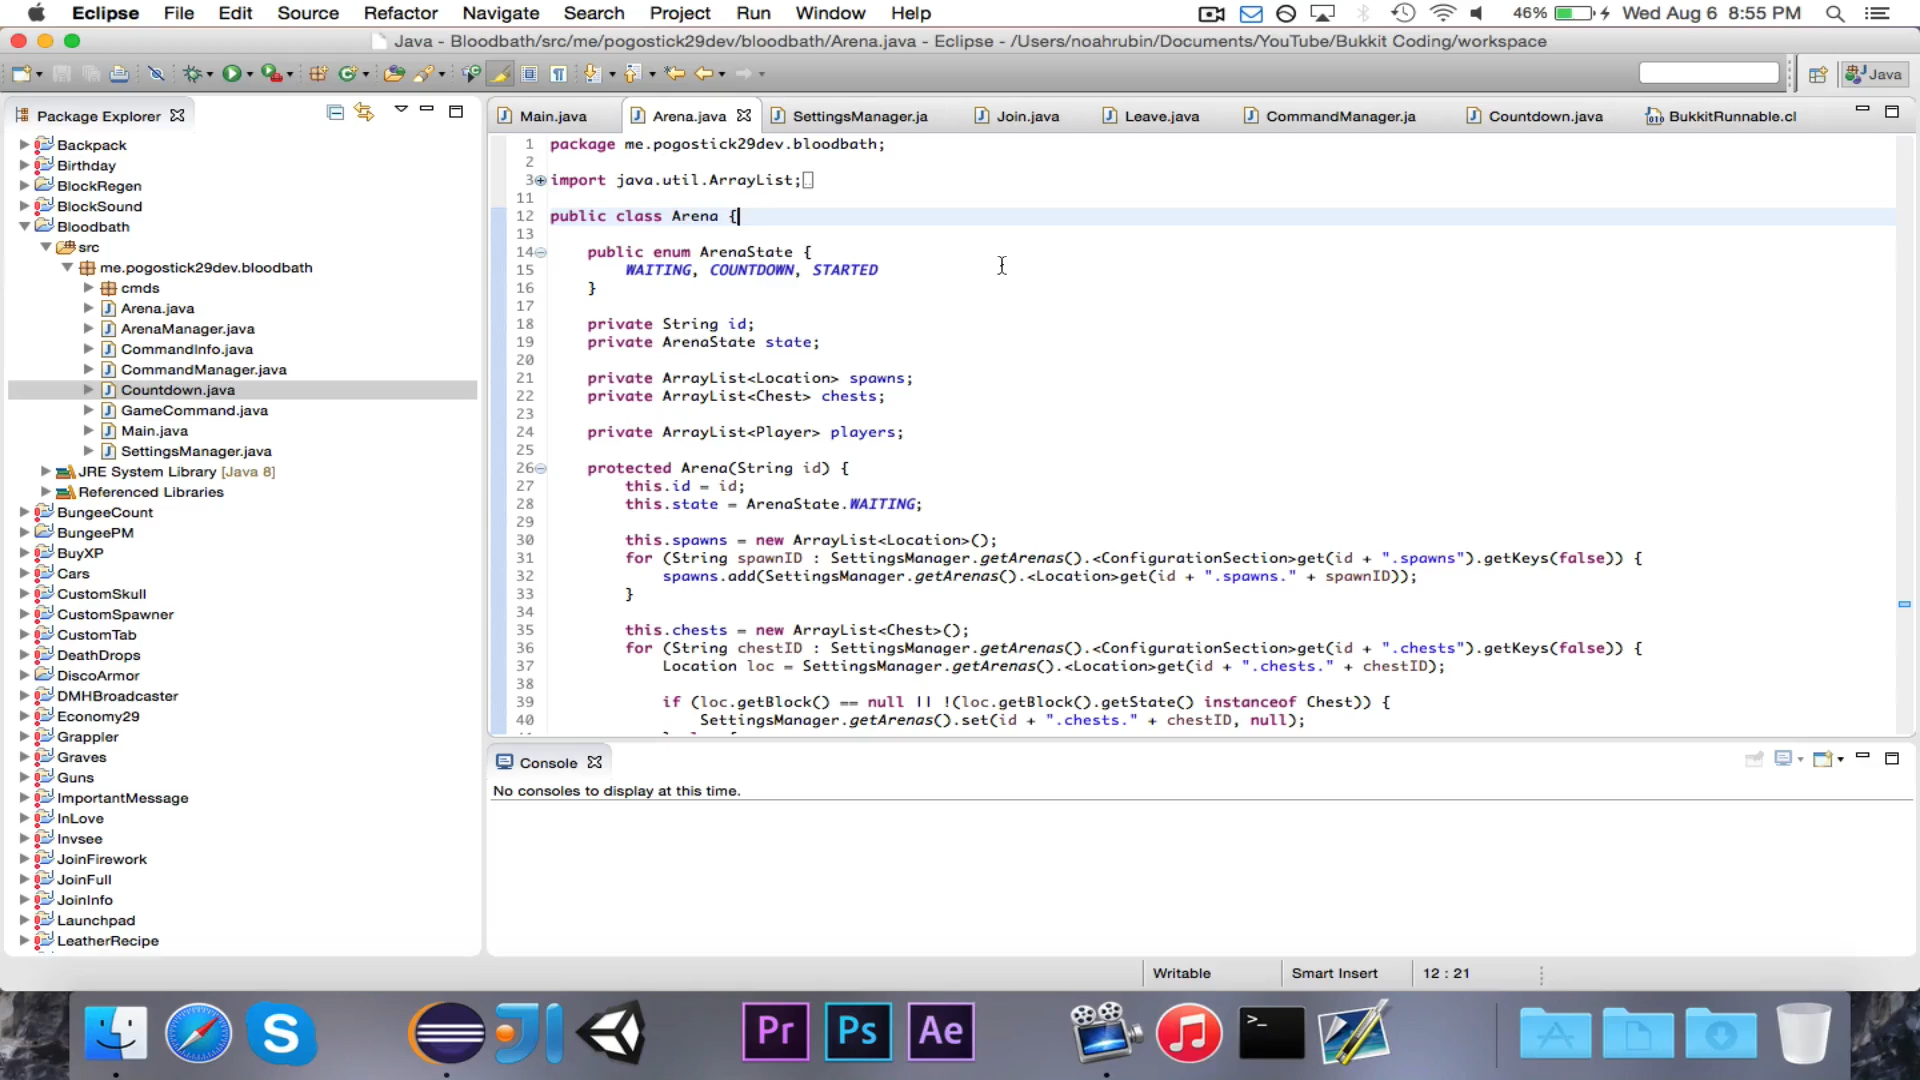 Eclipse File Edit Source Refactor Navigate Search Project Run Window Help 46% Wed Aug 6 8:55 PM
Java - Bloodbath/src/me/pogostick29dev/bloodbath/Arena.java - Eclipse - /Users/noahrubin/Documents/YouTube/Bukkit Coding/workspace
Java
Package Explorer
Backpack
Birthday
BlockRegen
BlockSound
Bloodbath
src
me.pogostick29dev.bloodbath
cmds
Arena.java
ArenaManager.java
CommandInfo.java
CommandManager.java
Countdown.java
GameCommand.java
Main.java
SettingsManager.java
JRE System Library [Java 8]
Referenced Libraries
BungeeCount
BungeePM
BuyXP
Cars
CustomSkull
CustomSpawner
CustomTab
DeathDrops
DiscoArmor
DMHBroadcaster
Economy29
Grappler
Graves
Guns
ImportantMessage
InLove
Invsee
JoinFirework
JoinFull
JoinInfo
Launchpad
LeatherRecipe
Main.java Arena.java SettingsManager.ja Join.java Leave.java CommandManager.ja Countdown.java BukkitRunnable.cl
1 package me.pogostick29dev.bloodbath;
2
3 import java.util.ArrayList;
11
12 public class Arena {
13
14 public enum ArenaState {
15 WAITING, COUNTDOWN, STARTED
16 }
17
18 private String id;
19 private ArenaState state;
20
21 private ArrayList<Location> spawns;
22 private ArrayList<Chest> chests;
23
24 private ArrayList<Player> players;
25
26 protected Arena(String id) {
27 this.id = id;
28 this.state = ArenaState.WAITING;
29
30 this.spawns = new ArrayList<Location>();
31 for (String spawnID : SettingsManager.getArenas().<ConfigurationSection>get(id + ".spawns").getKeys(false)) {
32 spawns.add(SettingsManager.getArenas().<Location>get(id + ".spawns." + spawnID));
33 }
34
35 this.chests = new ArrayList<Chest>();
36 for (String chestID : SettingsManager.getArenas().<ConfigurationSection>get(id + ".chests").getKeys(false)) {
37 Location loc = SettingsManager.getArenas().<Location>get(id + ".chests." + chestID);
38
39 if (loc.getBlock() == null || !(loc.getBlock().getState() instanceof Chest)) {
40 SettingsManager.getArenas().set(id + ".chests." + chestID, null);
Console
No consoles to display at this time.
Writable Smart Insert 12 : 21
Pr Ps Ae